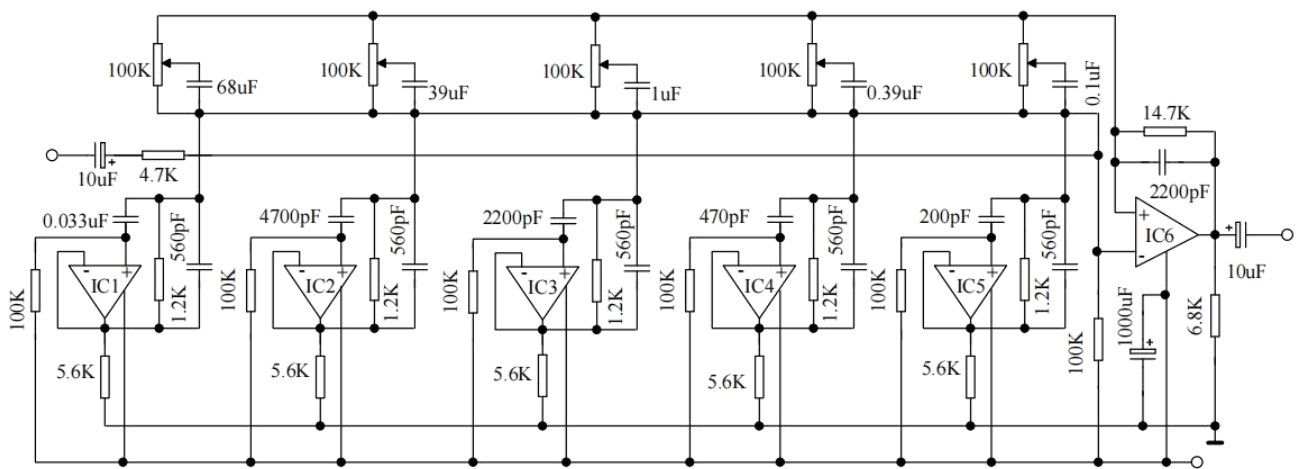 100K
68uF
100K
39uF
100K
1uF
100K
0.39uF
100K
0.1uF
14.7K
2200pF
+
10uF
4.7K
0.033uF
560pF
4700pF
560pF
2200pF
560pF
470pF
560pF
200pF
560pF
+
IC6
-
+
10uF
100K
- +
IC1
1.2K
5.6K
100K
- +
IC2
1.2K
5.6K
100K
- +
IC3
1.2K
5.6K
100K
- +
IC4
1.2K
5.6K
100K
- +
IC5
1.2K
5.6K
100K
1000uF
+
6.8K